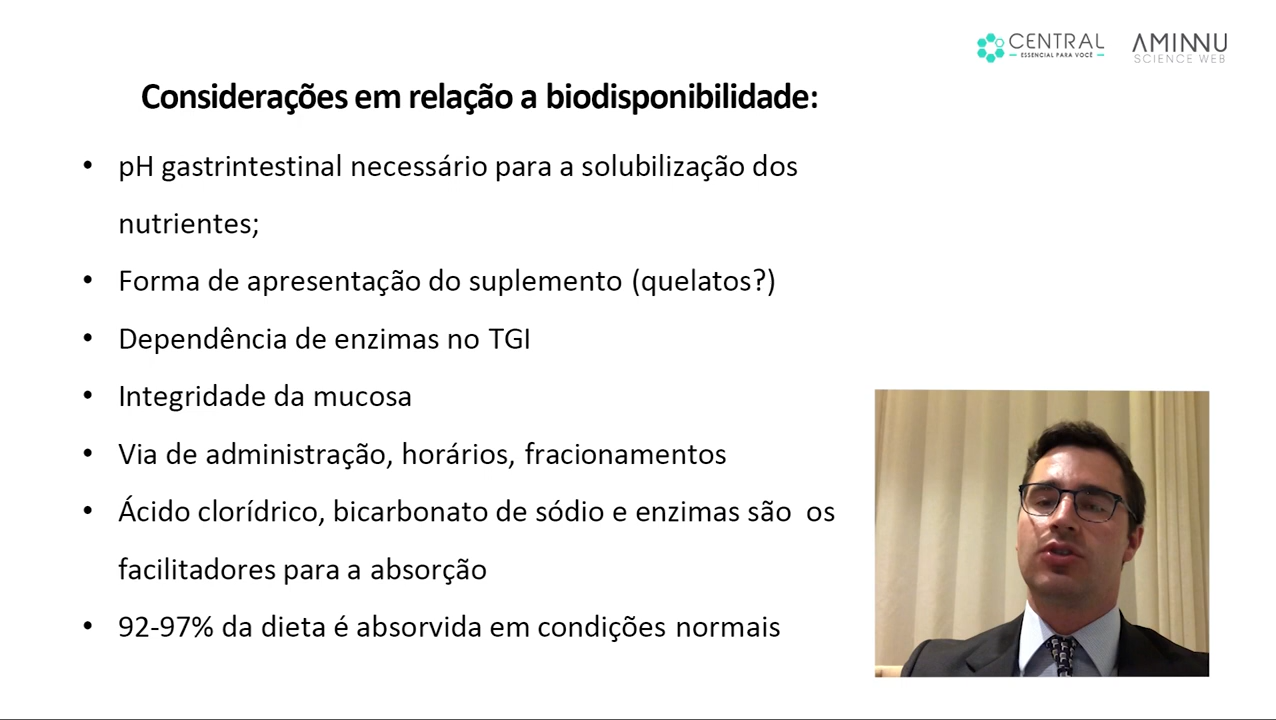 CENTRAL
ESSENCIAL PARA VOCÊ
AMINNU
SCIENCE WEB
Considerações em relação a biodisponibilidade:
• pH gastrintestinal necessário para a solubilização dos
nutrientes;
• Forma de apresentação do suplemento (quelatos?)
• Dependência de enzimas no TGI
• Integridade da mucosa
• Via de administração, horários, fracionamentos
• Ácido clorídrico, bicarbonato de sódio e enzimas são os
facilitadores para a absorção
• 92-97% da dieta é absorvida em condições normais